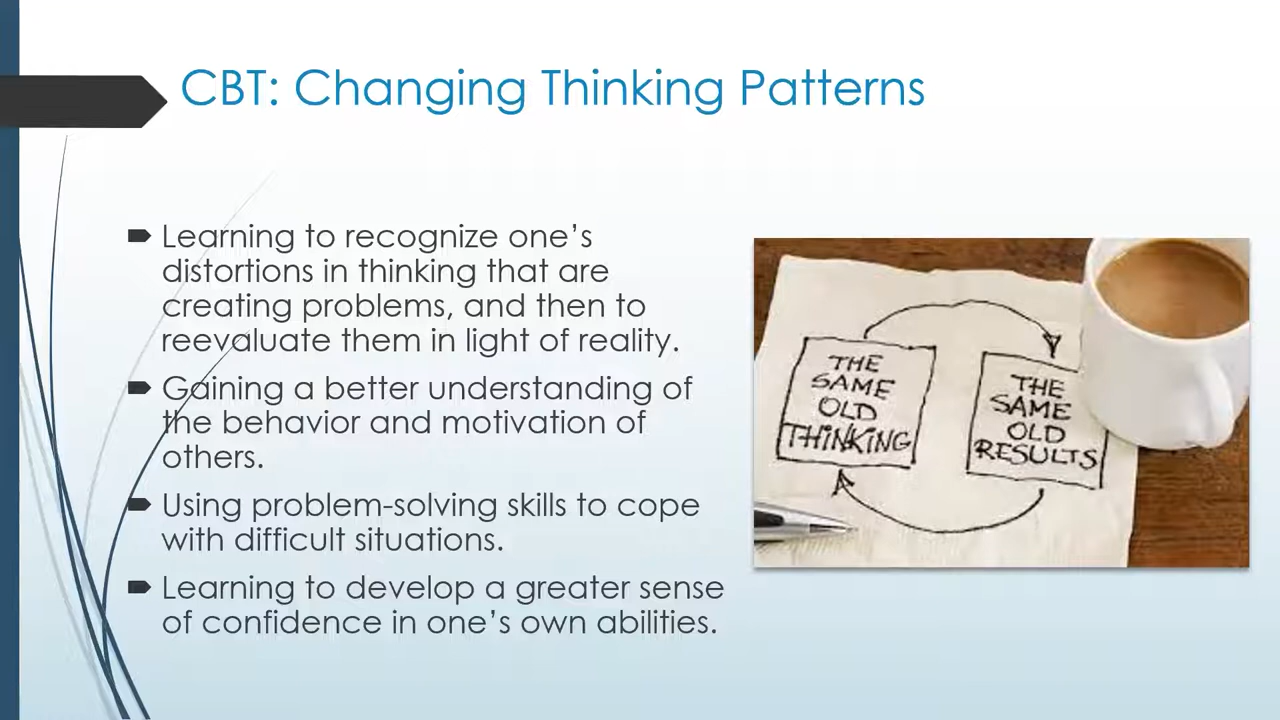 CBT: Changing Thinking Patterns
Learning to recognize one’s
distortions in thinking that are
creating problems, and then to
reevaluate them in light of reality.
Gaining a better understanding of
the behavior and motivation of
others.
Using problem-solving skills to cope
with difficult situations.
Learning to develop a greater sense
of confidence in one’s own abilities.
THE
SAME
OLD
THINKING
THE
SAME
OLD
RESULTS